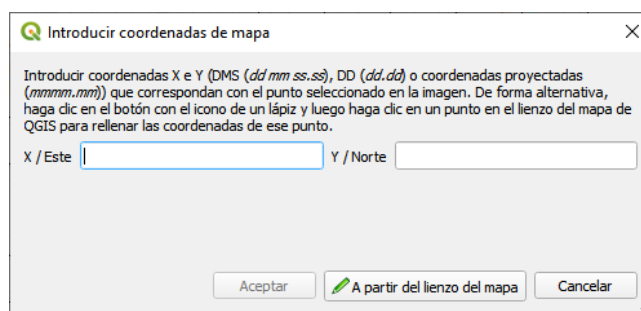 Introducir coordenadas de mapa
Introducir coordenadas X e Y (DMS (dd mm ss.ss), DD (dd.dd) o coordenadas proyectadas
(mmmm.mm)) que correspondan con el punto seleccionado en la imagen. De forma alternativa,
haga clic en el botón con el icono de un lápiz y luego haga clic en un punto en el lienzo del mapa de
QGIS para rellenar las coordenadas de ese punto.
X / Este Y / Norte
Aceptar A partir del lienzo del mapa Cancelar